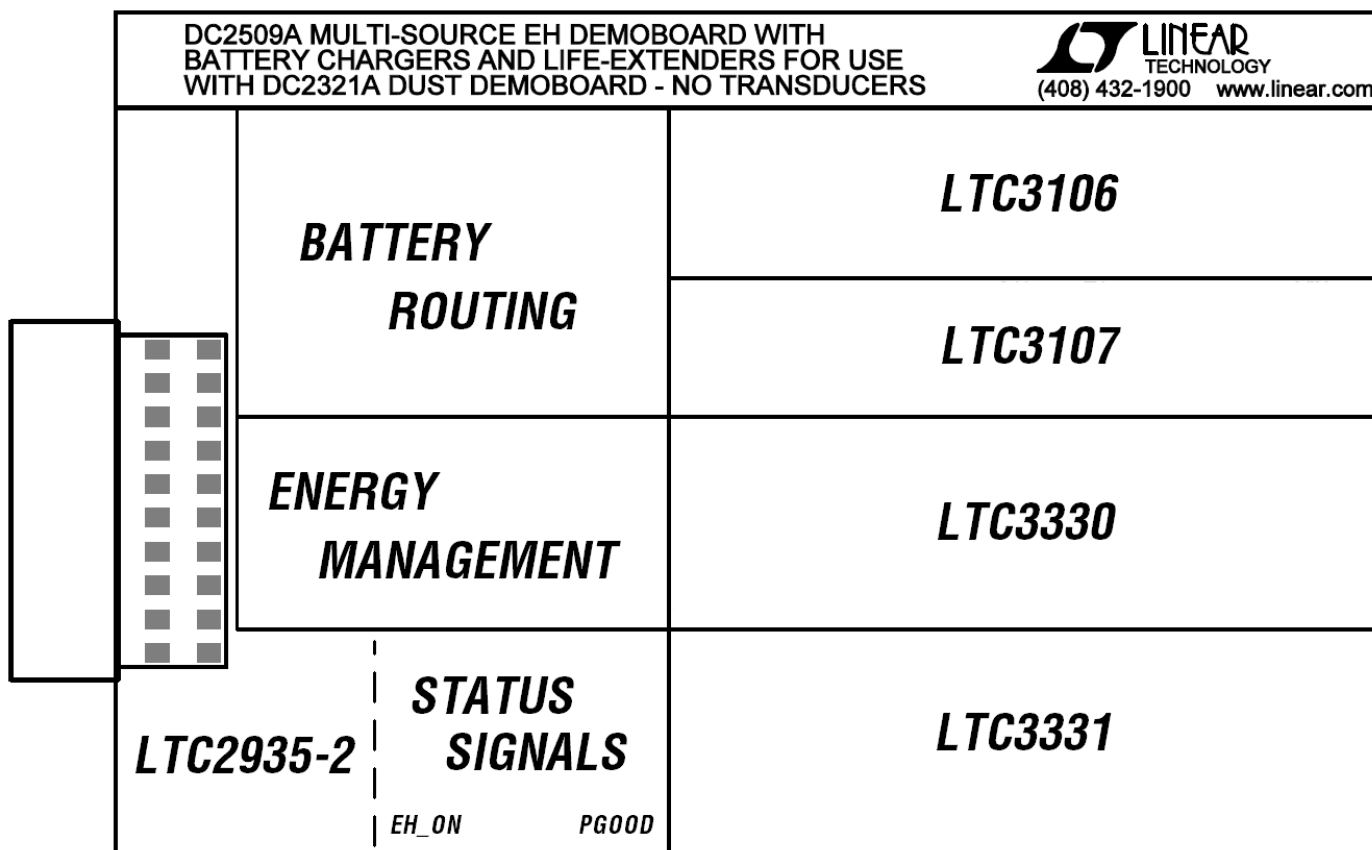 DC2509A MULTI-SOURCE EH DEMOBOARD WITH
BATTERY CHARGERS AND LIFE-EXTENDERS FOR USE
WITH DC2321A DUST DEMOBOARD - NO TRANSDUCERS
LINEAR
TECHNOLOGY
(408) 432-1900 www.linear.com
BATTERY
ROUTING
LTC3106
LTC3107
ENERGY
MANAGEMENT
LTC3330
LTC2935-2
STATUS
SIGNALS
EH_ON PGOOD
LTC3331